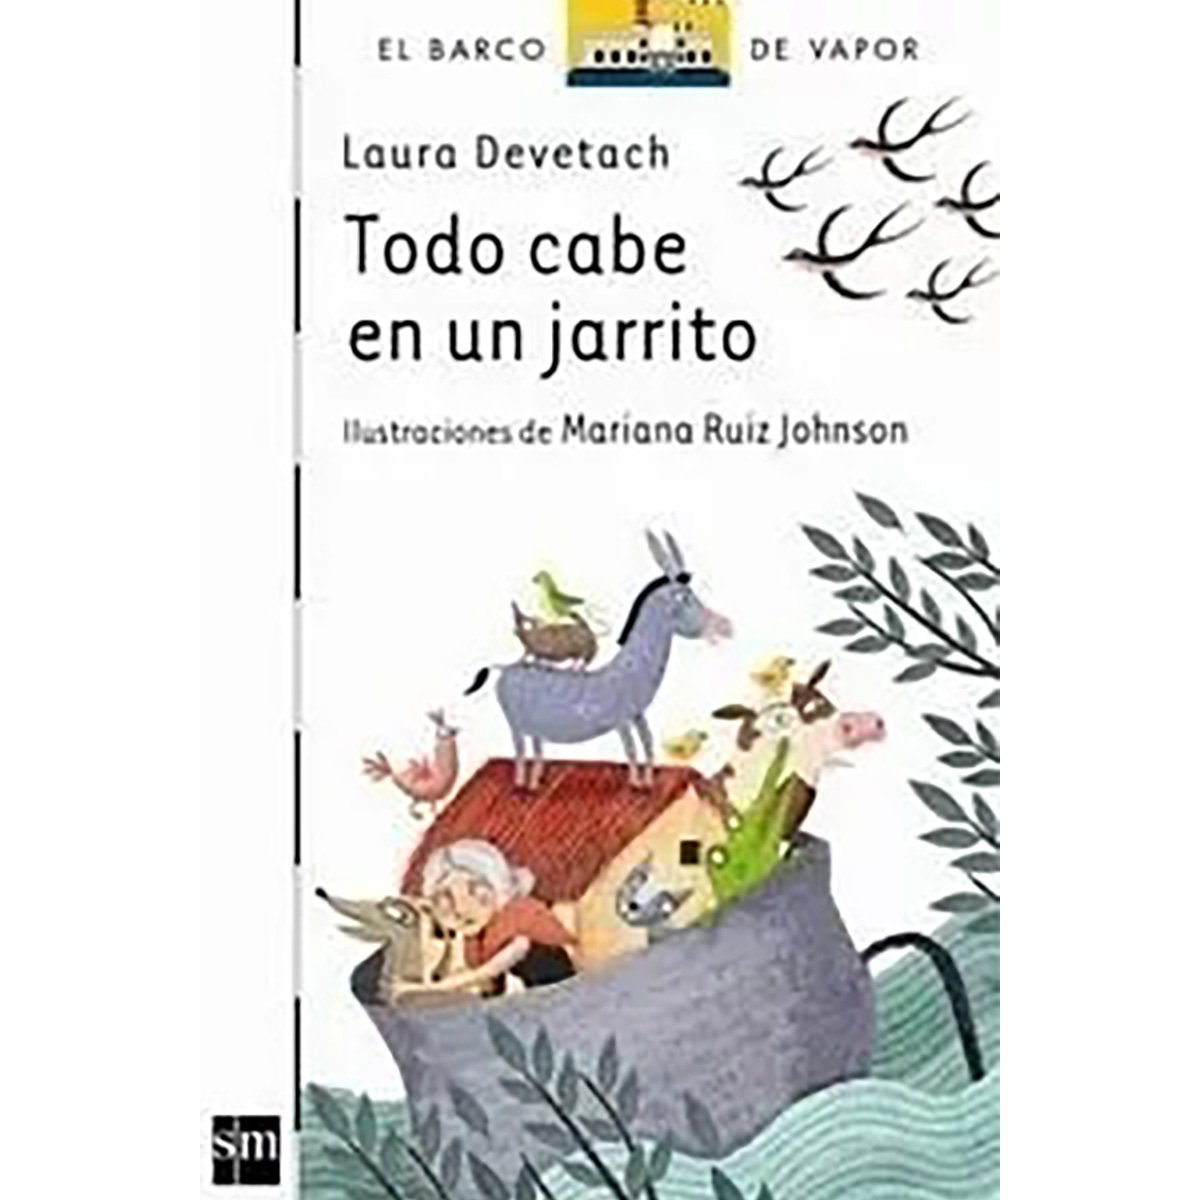 EL BARCO DE VAPOR
Laura Devetach
Todo cabe
en un jarrito
Ilustraciones de Mariana Ruiz Johnson
sm